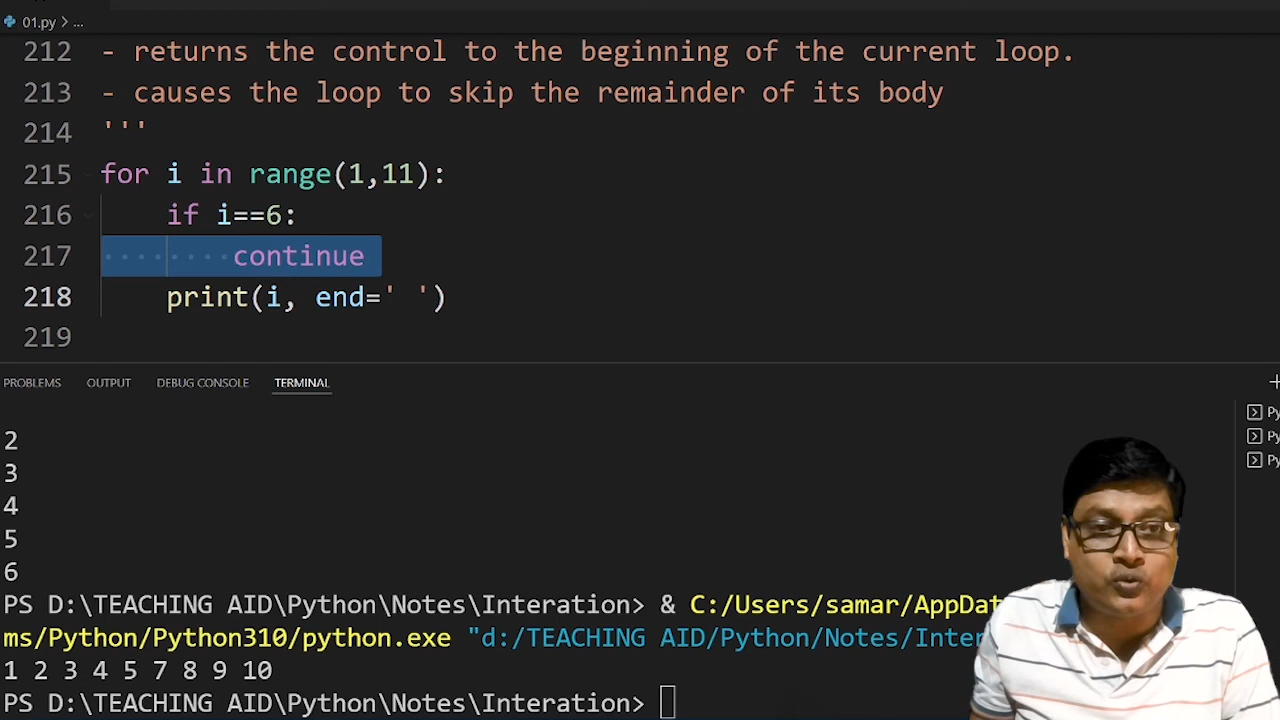 01.py > ...
212 - returns the control to the beginning of the current loop.
213 - causes the loop to skip the remainder of its body
214 '''
215 for i in range(1,11):
216 if i==6:
217 continue
218 print(i, end=' ')
219
PROBLEMS OUTPUT DEBUG CONSOLE TERMINAL
2
3
4
5
6
PS D:\TEACHING AID\Python\Notes\Interation> & C:/Users/samar/AppDat
ms/Python/Python310/python.exe "d:/TEACHING AID/Python/Notes/Inter
1 2 3 4 5 7 8 9 10
PS D:\TEACHING AID\Python\Notes\Interation>
Py
Py
Py